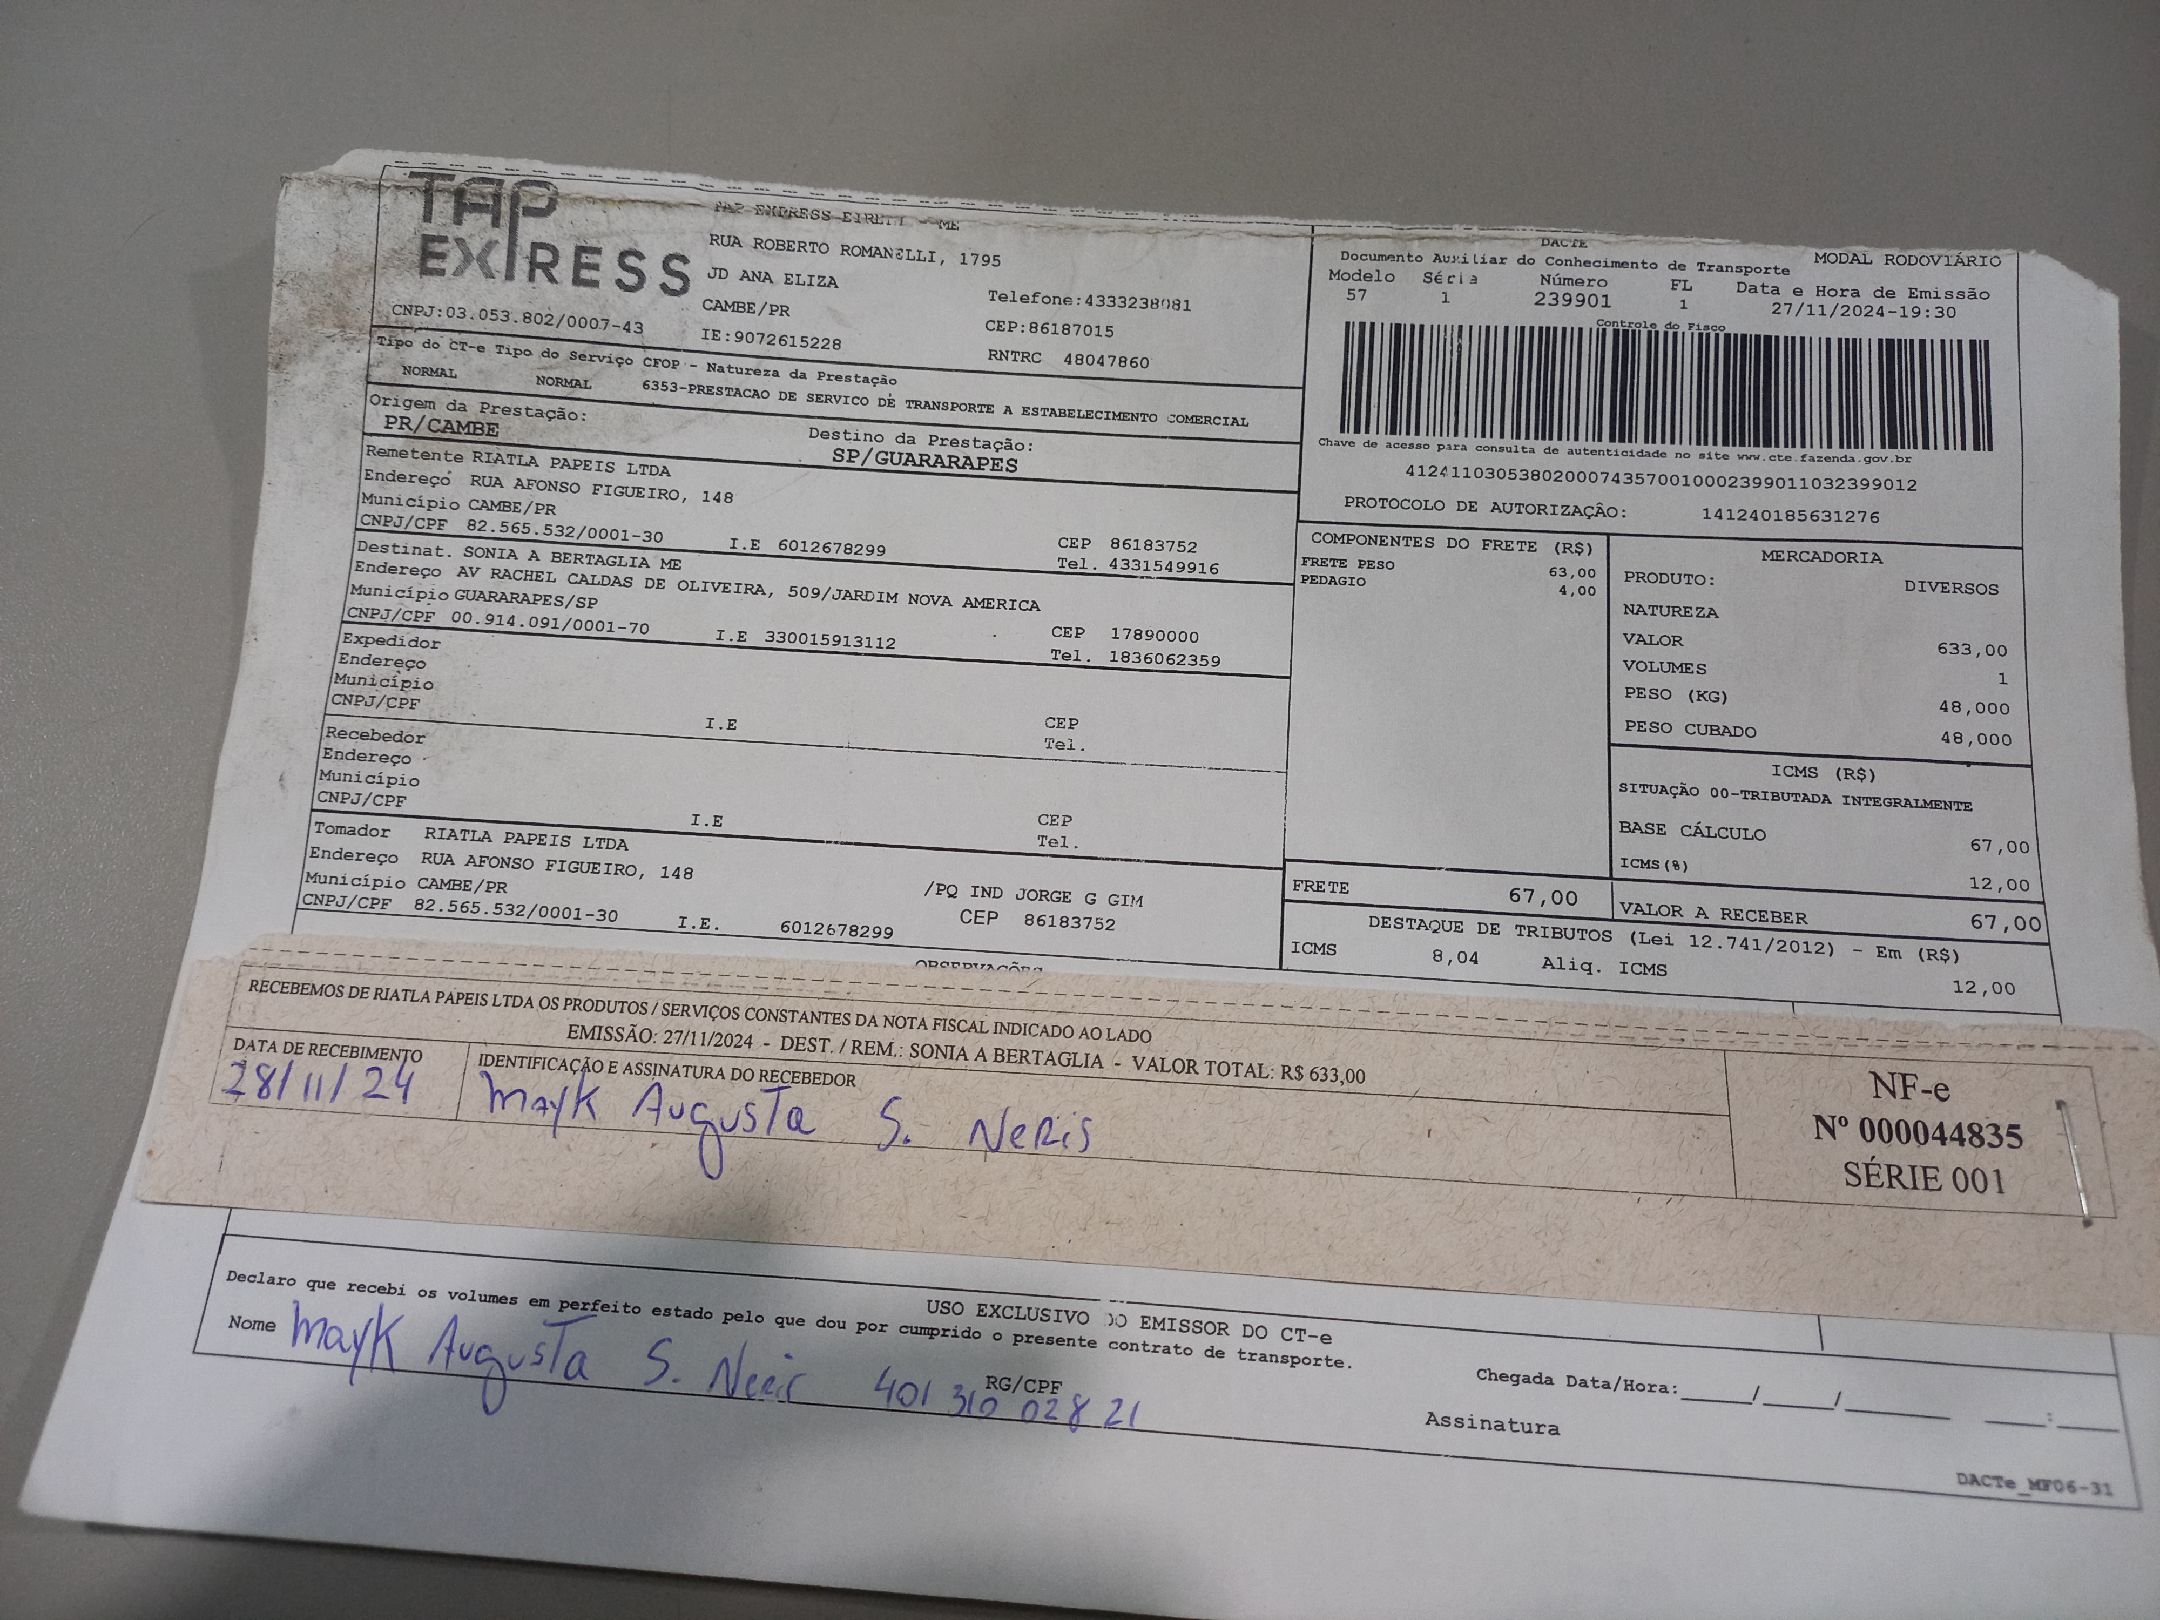 TAP EXPRESS
TAP EXPRESS EIRELI - ME
RUA ROBERTO ROMANELLI, 1795
JD ANA ELIZA
CAMBE/PR
Telefone:4333238081
CNPJ:03.053.802/0007-43
IE:9072615228
CEP:86187015
RNTRC 48047860
Tipo do CT-e Tipo do Serviço CFOP - Natureza da Prestação
NORMAL NORMAL 6353-PRESTACAO DE SERVICO DE TRANSPORTE A ESTABELECIMENTO COMERCIAL
Origem da Prestação:
PR/CAMBE
Destino da Prestação:
SP/GUARARAPES
Remetente RIATLA PAPEIS LTDA
Endereço RUA AFONSO FIGUEIRO, 148
Município CAMBE/PR
CNPJ/CPF 82.565.532/0001-30 I.E 6012678299
CEP 86183752
Tel. 4331549916
Destinat. SONIA A BERTAGLIA ME
Endereço AV RACHEL CALDAS DE OLIVEIRA, 509/JARDIM NOVA AMERICA
Município GUARARAPES/SP
CNPJ/CPF 00.914.091/0001-70 I.E 330015913112
CEP 17890000
Tel. 1836062359
Expedidor
Endereço
Município
CNPJ/CPF I.E
CEP
Tel.
Recebedor
Endereço
Município
CNPJ/CPF I.E
CEP
Tel.
Tomador RIATLA PAPEIS LTDA
Endereço RUA AFONSO FIGUEIRO, 148 /PQ IND JORGE G GIM
Município CAMBE/PR CEP 86183752
CNPJ/CPF 82.565.532/0001-30 I.E. 6012678299
OBSERVAÇÕES
DACTE
Documento Auxiliar do Conhecimento de Transporte MODAL RODOVIÁRIO
Modelo Série Número FL Data e Hora de Emissão
57 1 239901 1 27/11/2024-19:30
Controle do Fisco
Chave de acesso para consulta de autenticidade no site www.cte.fazenda.gov.br
41241103053802000743570010002399011032399012
PROTOCOLO DE AUTORIZAÇÃO: 141240185631276
COMPONENTES DO FRETE (R$)
FRETE PESO 63,00
PEDAGIO 4,00
MERCADORIA
PRODUTO: DIVERSOS
NATUREZA
VALOR 633,00
VOLUMES 1
PESO (KG) 48,000
PESO CUBADO 48,000
ICMS (R$)
SITUAÇÃO 00-TRIBUTADA INTEGRALMENTE
BASE CÁLCULO 67,00
ICMS(%) 12,00
FRETE 67,00 VALOR A RECEBER 67,00
DESTAQUE DE TRIBUTOS (Lei 12.741/2012) - Em (R$)
ICMS 8,04 Aliq. ICMS 12,00
RECEBEMOS DE RIATLA PAPEIS LTDA OS PRODUTOS / SERVIÇOS CONSTANTES DA NOTA FISCAL INDICADO AO LADO
EMISSÃO: 27/11/2024 - DEST. / REM.: SONIA A BERTAGLIA - VALOR TOTAL: R$ 633,00
DATA DE RECEBIMENTO
28/11/24
IDENTIFICAÇÃO E ASSINATURA DO RECEBEDOR
Mayk Augusta S. Neris
NF-e
Nº 000044835
SÉRIE 001
USO EXCLUSIVO DO EMISSOR DO CT-e
Declaro que recebi os volumes em perfeito estado pelo que dou por cumprido o presente contrato de transporte.
Nome Mayk Augusta S. Neris
RG/CPF
401 310 028 21
Chegada Data/Hora:____/____/______ ____:____
Assinatura
DACTe_MF06-31